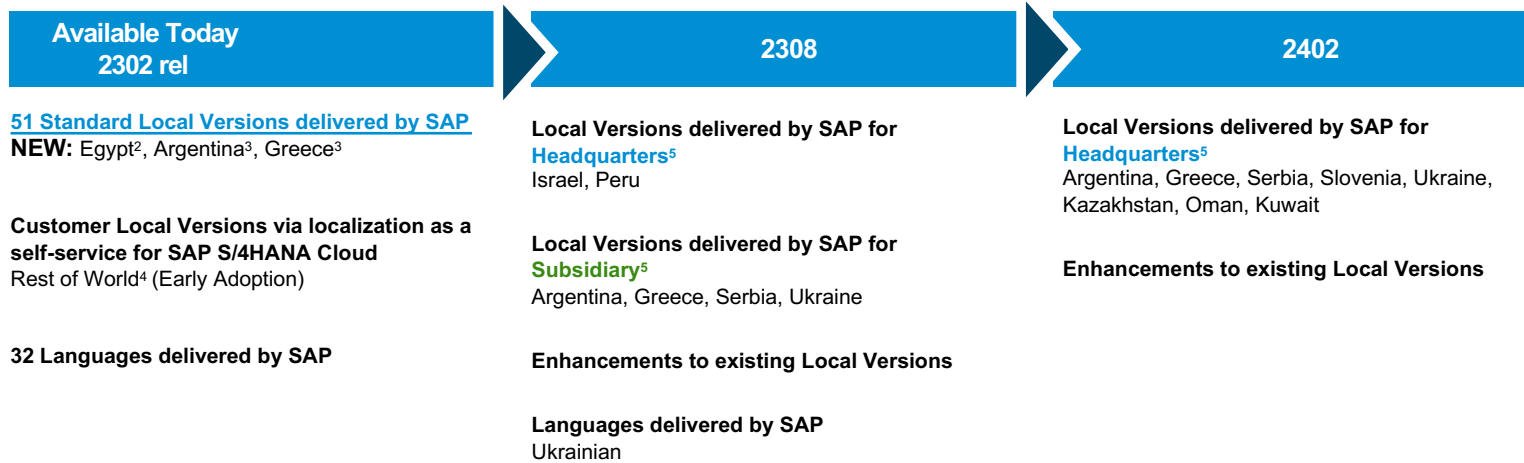 Available Today
2302 rel
51 Standard Local Versions delivered by SAP
NEW: Egypt², Argentina³, Greece³
Customer Local Versions via localization as a
self-service for SAP S/4HANA Cloud
Rest of World⁴ (Early Adoption)
32 Languages delivered by SAP
2308
Local Versions delivered by SAP for
Headquarters⁵
Israel, Peru
Local Versions delivered by SAP for
Subsidiary⁵
Argentina, Greece, Serbia, Ukraine
Enhancements to existing Local Versions
Languages delivered by SAP
Ukrainian
2402
Local Versions delivered by SAP for
Headquarters⁵
Argentina, Greece, Serbia, Slovenia, Ukraine,
Kazakhstan, Oman, Kuwait
Enhancements to existing Local Versions